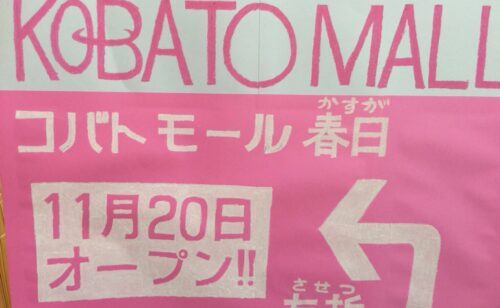 KOBATO MALL
かすが
コバトモール 春日
11月20日
オープン!!
させつ
左折